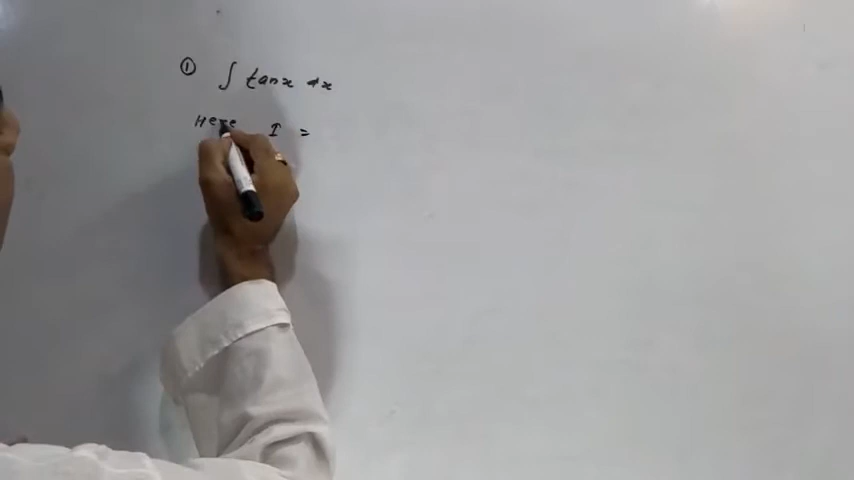 ① ∫ tanx dx
Here I =